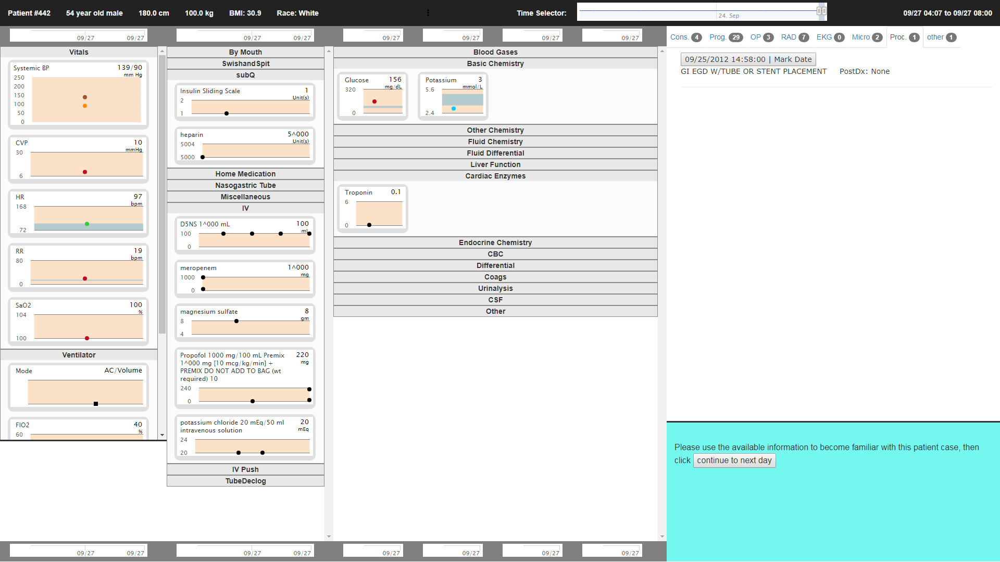 Patient #442 54 year old male 180.0 cm 100.0 kg BMI: 30.9 Race: White Time Selector: 24. Sep 09/27 04:07 to 09/27 08:00
09/27 09/27 09/27 09/27 09/27 09/27 09/27 09/27
Vitals
Systemic BP 139/90
mm Hg
250
200
150
100
50
0
CVP 10
mmHg
30
6
HR 97
bpm
168
72
RR 19
bpm
80
0
SaO2 100
%
104
100
Ventilator
Mode AC/Volume
FIO2 40
%
60
By Mouth
SwishandSpit
subQ
Insulin Sliding Scale 1
Unit(s)
2
1
heparin 5^000
Unit(s)
5004
5000
Home Medication
Nasogastric Tube
Miscellaneous
IV
D5NS 1^000 mL 100
mL
100
0
meropenem 1^000
mg
1000
0
magnesium sulfate 8
gm
8
4
Propofol 1000 mg/100 mL Premix 220
1^000 mg [10 mcg/kg/min] + mg
PREMIX DO NOT ADD TO BAG (wt
required) 10
240
0
potassium chloride 20 mEq/50 ml 20
intravenous solution mEq
24
20
IV Push
TubeDeclog
Blood Gases
Basic Chemistry
Glucose 156
mg/dL
320
0
Potassium 3
mmol/L
5.6
2.4
Other Chemistry
Fluid Chemistry
Fluid Differential
Liver Function
Cardiac Enzymes
Troponin 0.1
6
0
Endocrine Chemistry
CBC
Differential
Coags
Urinalysis
CSF
Other
Cons. 4 Prog. 29 OP 3 RAD 7 EKG 0 Micro 2 Proc. 1 other 1
09/25/2012 14:58:00 | Mark Date
GI EGD W/TUBE OR STENT PLACEMENT PostDx: None
Please use the available information to become familiar with this patient case, then
click continue to next day
09/27 09/27 09/27 09/27 09/27 09/27 09/27 09/27